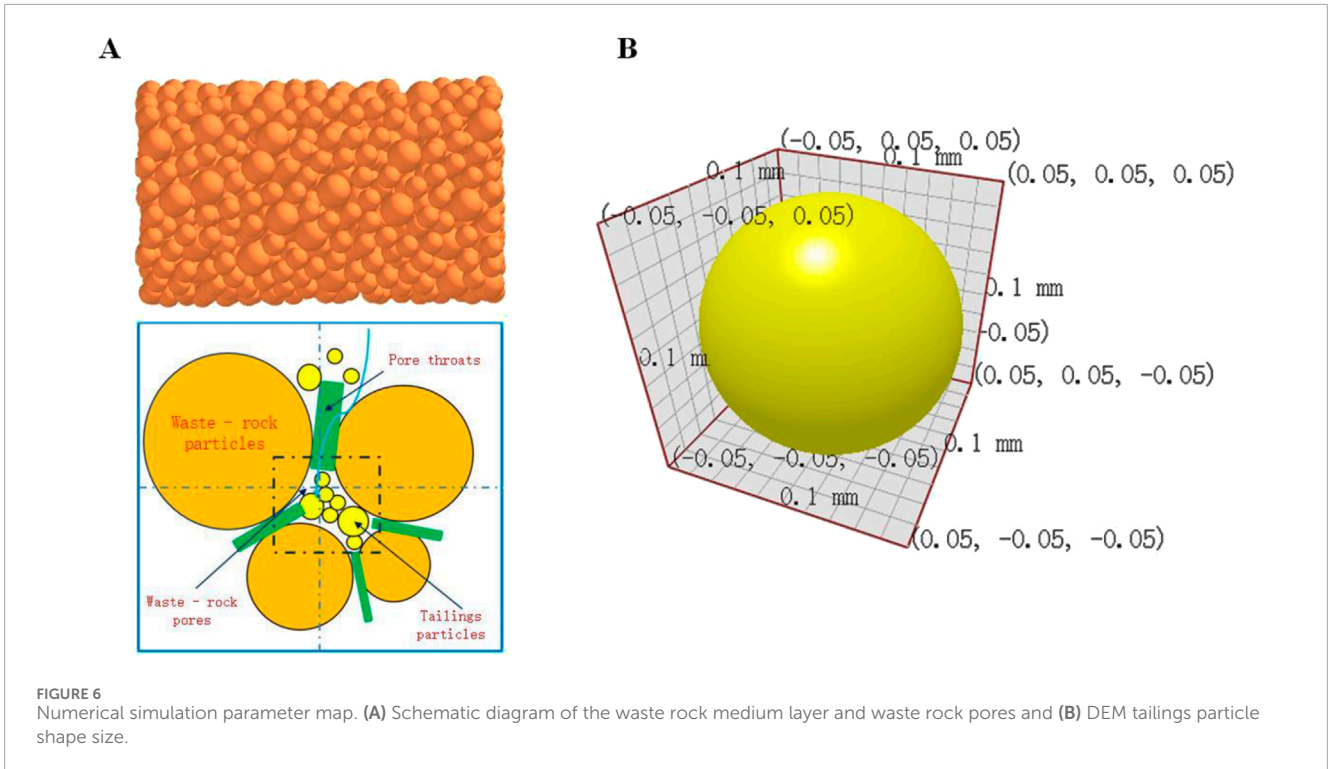 A
B
Pore throats
Waste - rock
particles
Waste - rock
pores
Tailings
particles
(-0.05, 0.05, 0.05)
0.1 mm
0.1 mm
(0.05, 0.05, 0.05)
(-0.05, -0.05, 0.05)
0.1 mm
-0.05)
0.1 m
(0.05, 0.05, -0.05)
0.1 mm
(-0.05, -0.05, -0.05)
0.1 mm
(0.05, -0.05, -0.05)
FIGURE 6
Numerical simulation parameter map. (A) Schematic diagram of the waste rock medium layer and waste rock pores and (B) DEM tailings particle
shape size.